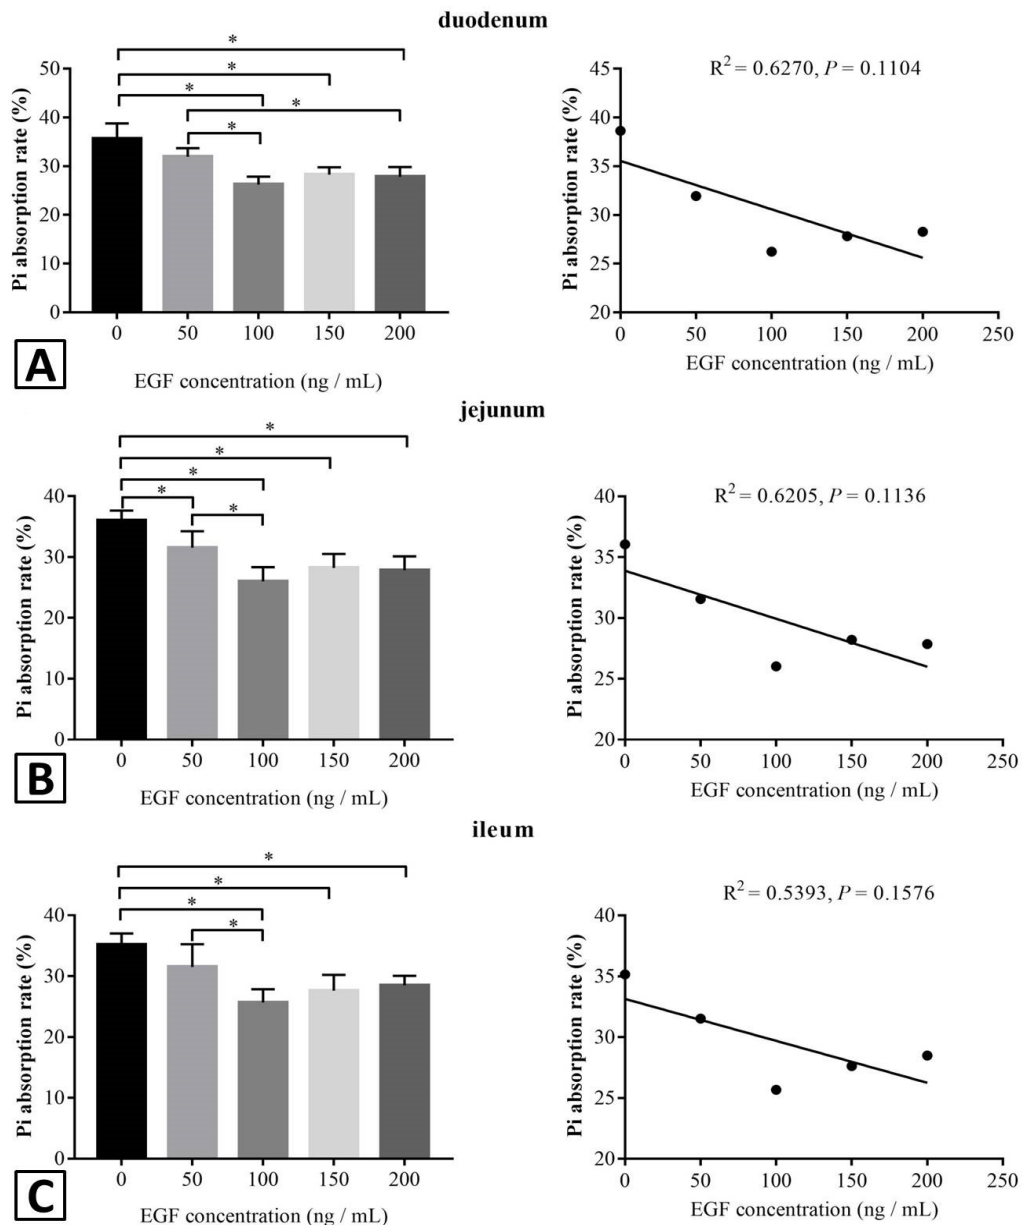 duodenum
* * * * *
Pi absorption rate (%)
50
40
30
20
10
0
0 50 100 150 200
EGF concentration (ng / mL)
A
R² = 0.6270, P = 0.1104
Pi absorption rate (%)
45
40
35
30
25
20
0 50 100 150 200 250
EGF concentration (ng / mL)
jejunum
* * * * *
Pi absorption rate (%)
40
30
20
10
0
0 50 100 150 200
EGF concentration (ng / mL)
B
R² = 0.6205, P = 0.1136
Pi absorption rate (%)
40
35
30
25
20
0 50 100 150 200 250
EGF concentration (ng / mL)
ileum
* * * *
Pi absorption rate (%)
40
30
20
10
0
0 50 100 150 200
EGF concentration (ng / mL)
C
R² = 0.5393, P = 0.1576
Pi absorption rate (%)
40
35
30
25
20
0 50 100 150 200 250
EGF concentration (ng / mL)